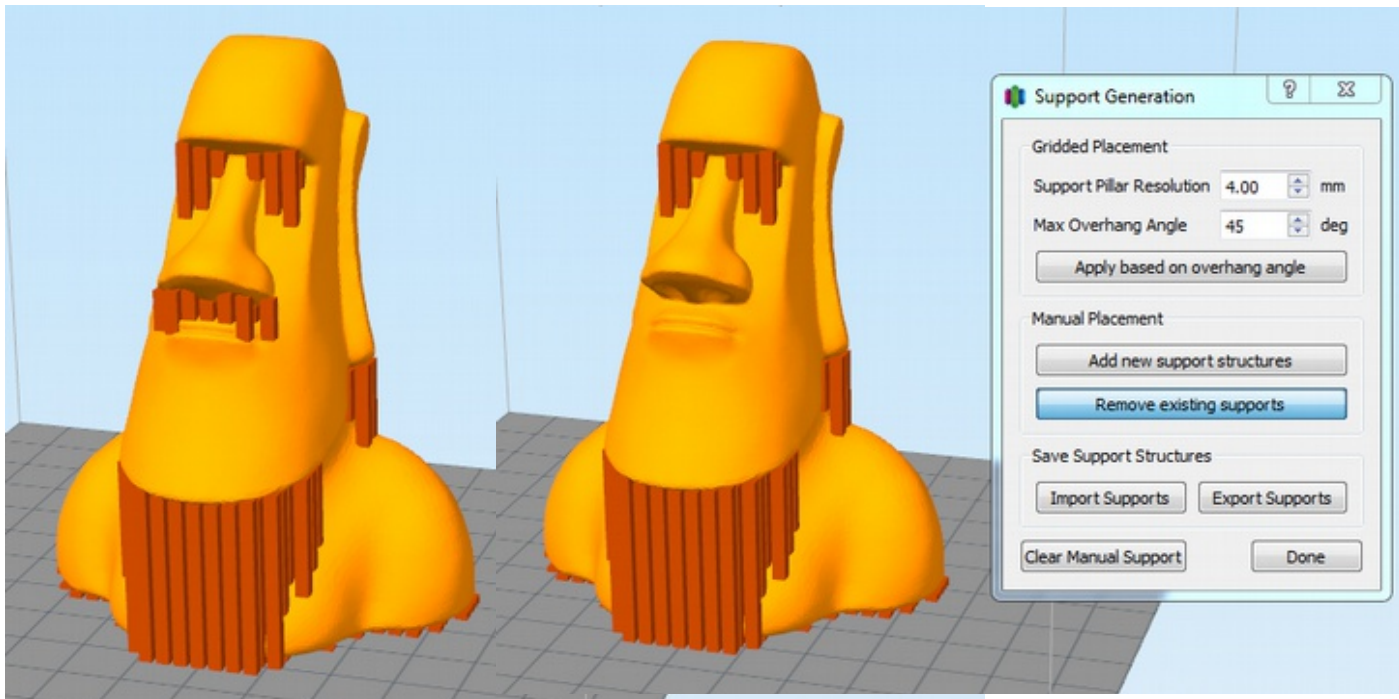 Support Generation
Gridded Placement
Support Pillar Resolution 4.00 mm
Max Overhang Angle 45 deg
Apply based on overhang angle
Manual Placement
Add new support structures
Remove existing supports
Save Support Structures
Import Supports Export Supports
Clear Manual Support Done